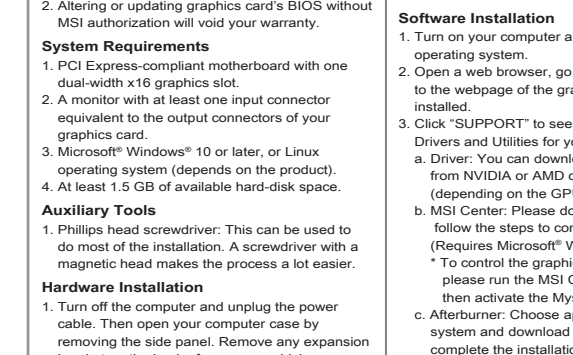 2. Altering or updating graphics card's BIOS without
MSI authorization will void your warranty.
System Requirements
1. PCI Express-compliant motherboard with one
dual-width x16 graphics slot.
2. A monitor with at least one input connector
equivalent to the output connectors of your
graphics card.
3. Microsoft® Windows® 10 or later, or Linux
operating system (depends on the product).
4. At least 1.5 GB of available hard-disk space.
Auxiliary Tools
1. Phillips head screwdriver: This can be used to
do most of the installation. A screwdriver with a
magnetic head makes the process a lot easier.
Hardware Installation
1. Turn off the computer and unplug the power
cable. Then open your computer case by
removing the side panel. Remove any expansion
Software Installation
1. Turn on your computer a
operating system.
2. Open a web browser, go
to the webpage of the gra
installed.
3. Click “SUPPORT” to see
Drivers and Utilities for yo
a. Driver: You can downl
from NVIDIA or AMD o
(depending on the GP
b. MSI Center: Please do
follow the steps to con
(Requires Microsoft® W
* To control the graphi
please run the MSI C
then activate the Mys
c. Afterburner: Choose ap
system and download
complete the installatio